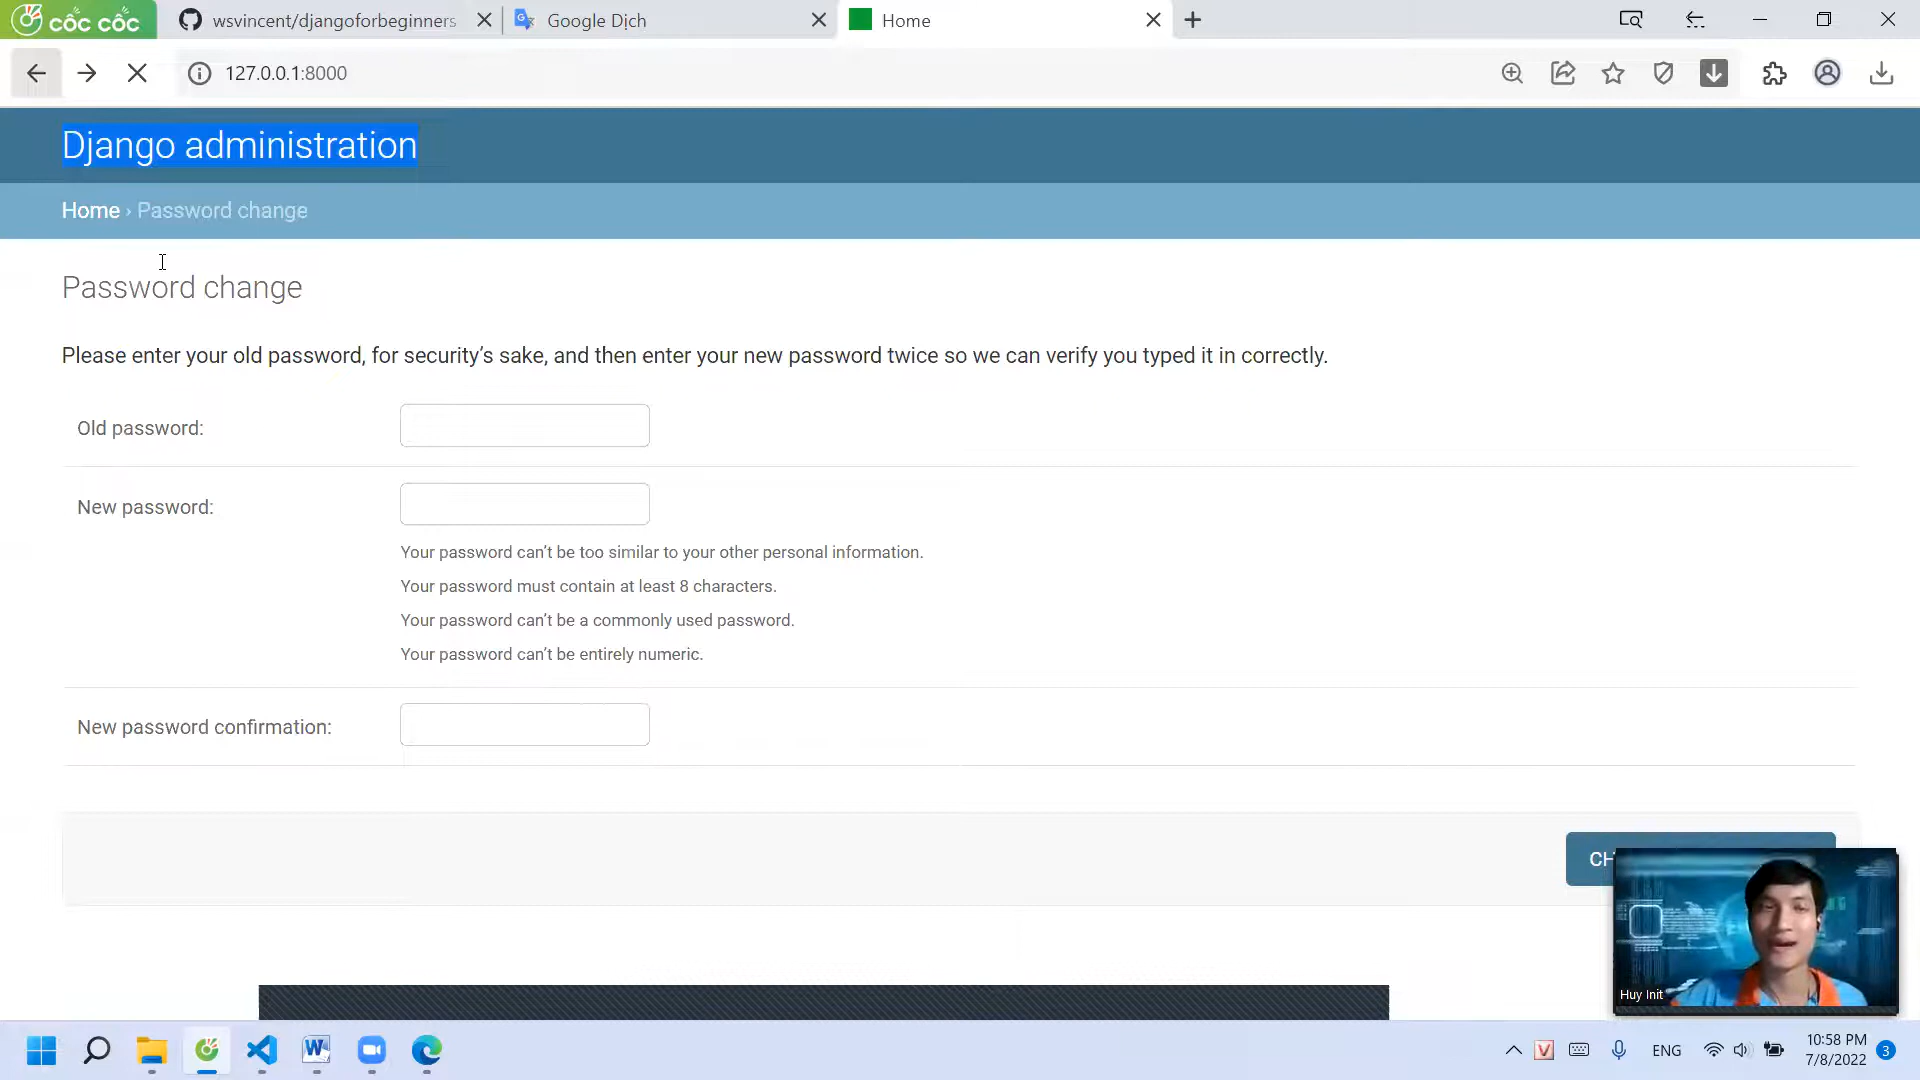 cốc cốc
wsvincent/djangoforbeginners
Google Dịch
Home
127.0.0.1:8000
Django administration
Home › Password change
Password change
Please enter your old password, for security’s sake, and then enter your new password twice so we can verify you typed it in correctly.
Old password:
New password:
Your password can’t be too similar to your other personal information.
Your password must contain at least 8 characters.
Your password can’t be a commonly used password.
Your password can’t be entirely numeric.
New password confirmation:
Huy Init
ENG
10:58 PM
7/8/2022
3